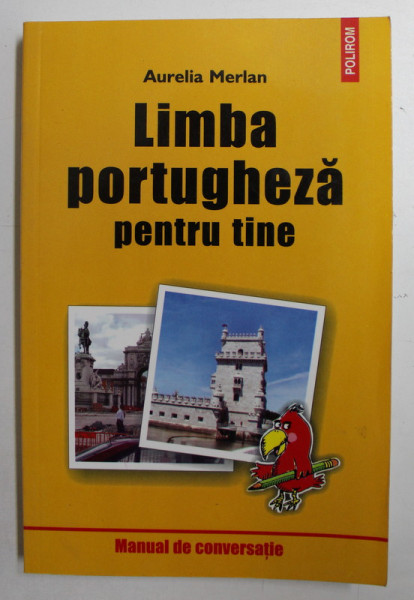 POLIROM
Aurelia Merlan
Limba
portugheză
pentru tine
Manual de conversație